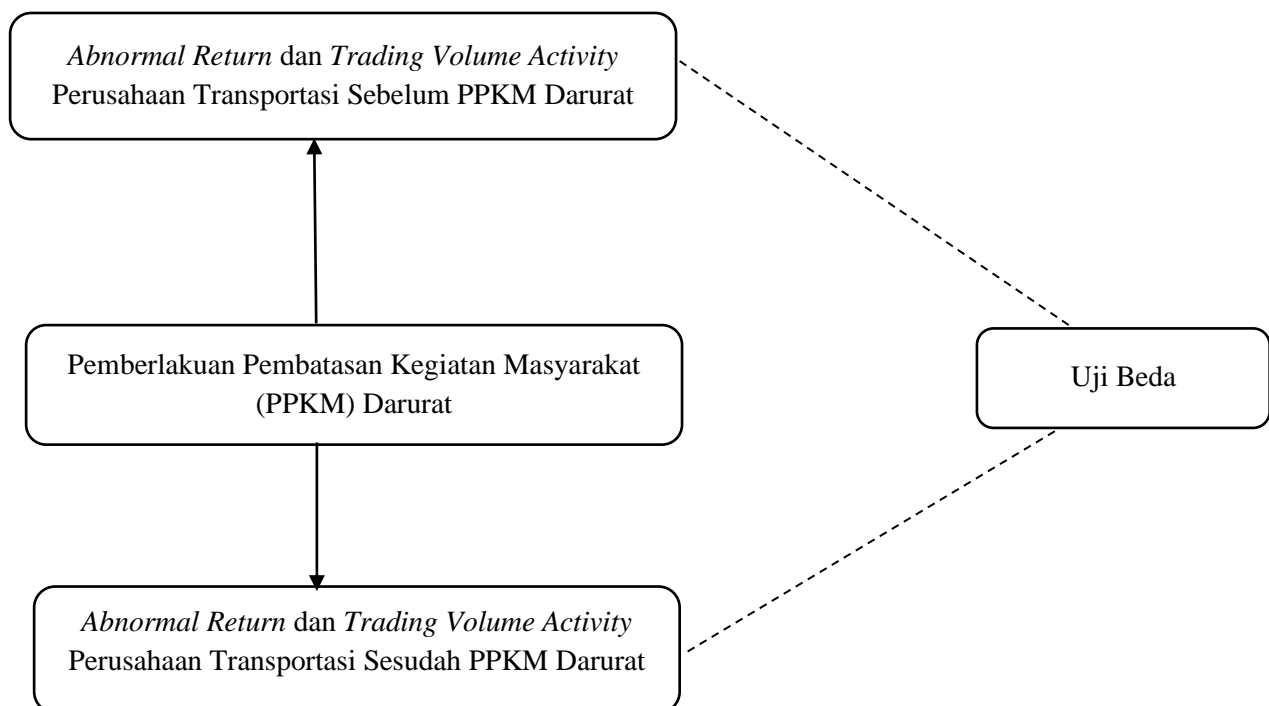 Abnormal Return dan Trading Volume Activity
Perusahaan Transportasi Sebelum PPKM Darurat
Pemberlakuan Pembatasan Kegiatan Masyarakat
(PPKM) Darurat
Uji Beda
Abnormal Return dan Trading Volume Activity
Perusahaan Transportasi Sesudah PPKM Darurat